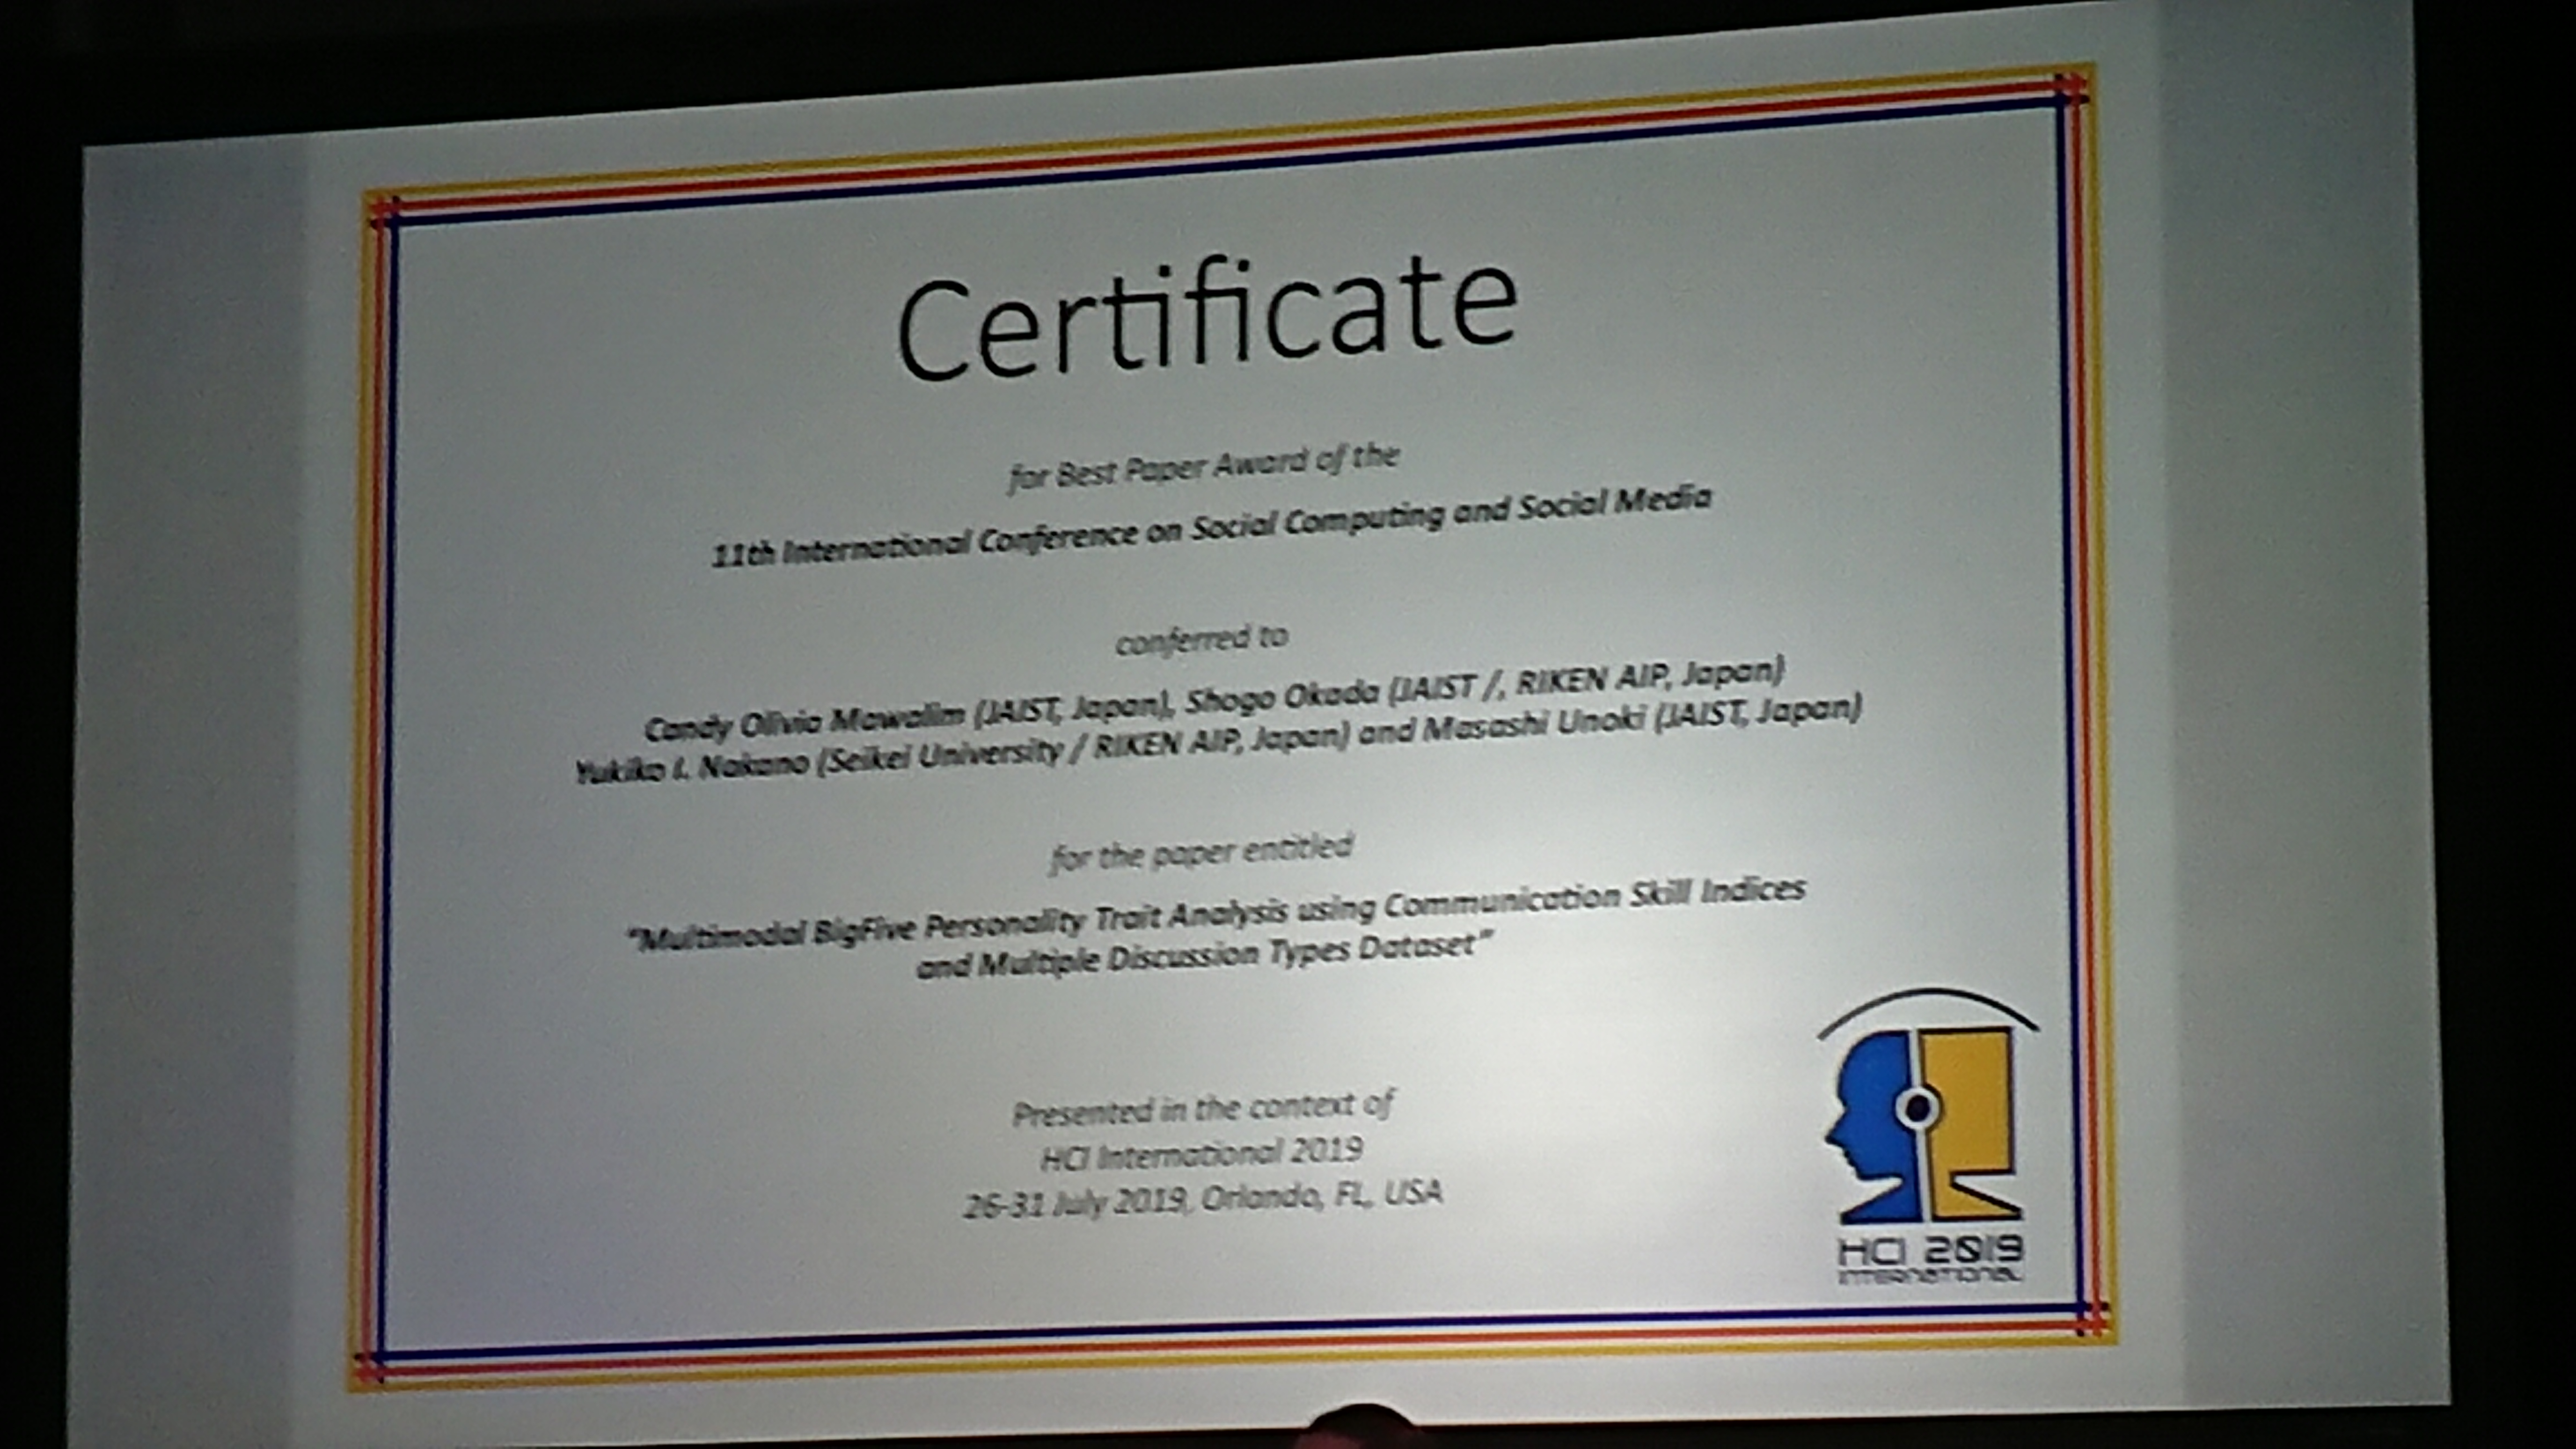 Certificate
for Best Paper Award of the
11th International Conference on Social Computing and Social Media
conferred to
Candy Olivia Mawalim (JAIST, Japan), Shogo Okada (JAIST /, RIKEN AIP, Japan)
Yukiko I. Nakano (Seikei University / RIKEN AIP, Japan) and Masashi Unoki (JAIST, Japan)
for the paper entitled
"Multimodal BigFive Personality Trait Analysis using Communication Skill Indices
and Multiple Discussion Types Dataset"
Presented in the context of
HCI International 2019
26-31 July 2019, Orlando, FL, USA
HCI 2019
INTERNATIONAL